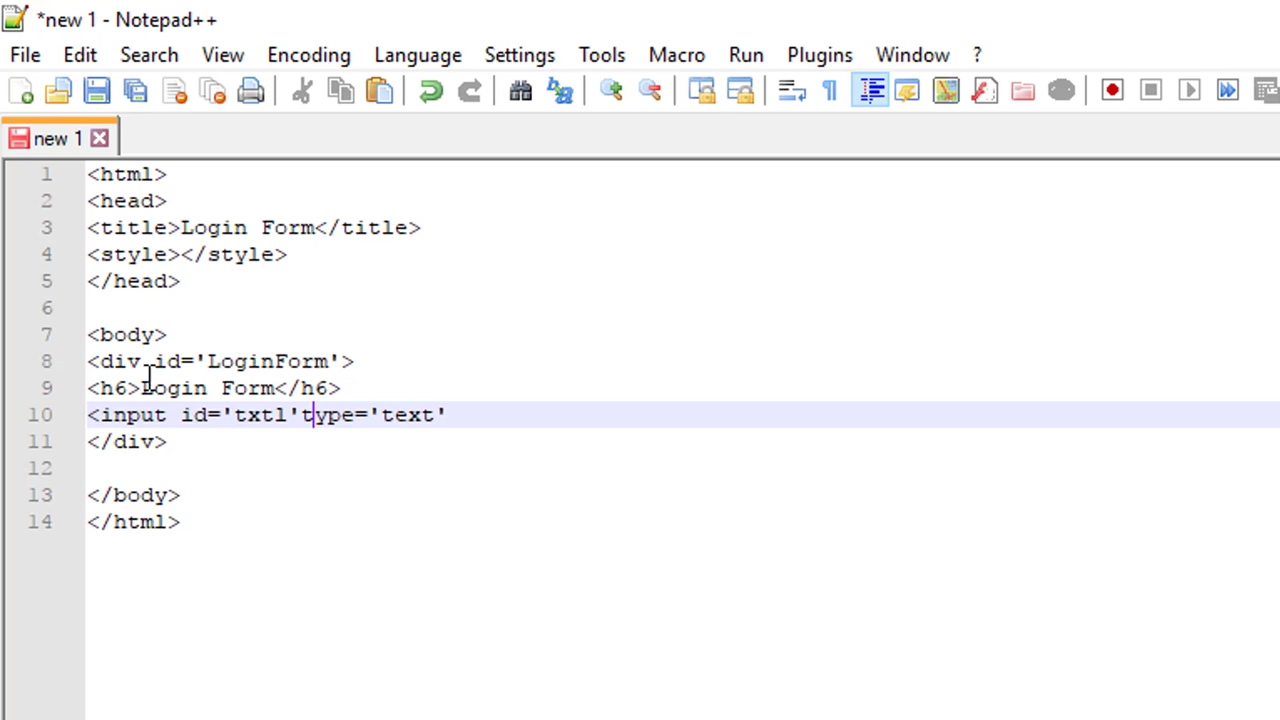 *new 1 - Notepad++
File Edit Search View Encoding Language Settings Tools Macro Run Plugins Window ?
new 1
1 <html>
2 <head>
3 <title>Login Form</title>
4 <style></style>
5 </head>
6
7 <body>
8 <div id='LoginForm'>
9 <h6>Login Form</h6>
10 <input id='txtl'type='text'
11 </div>
12
13 </body>
14 </html>